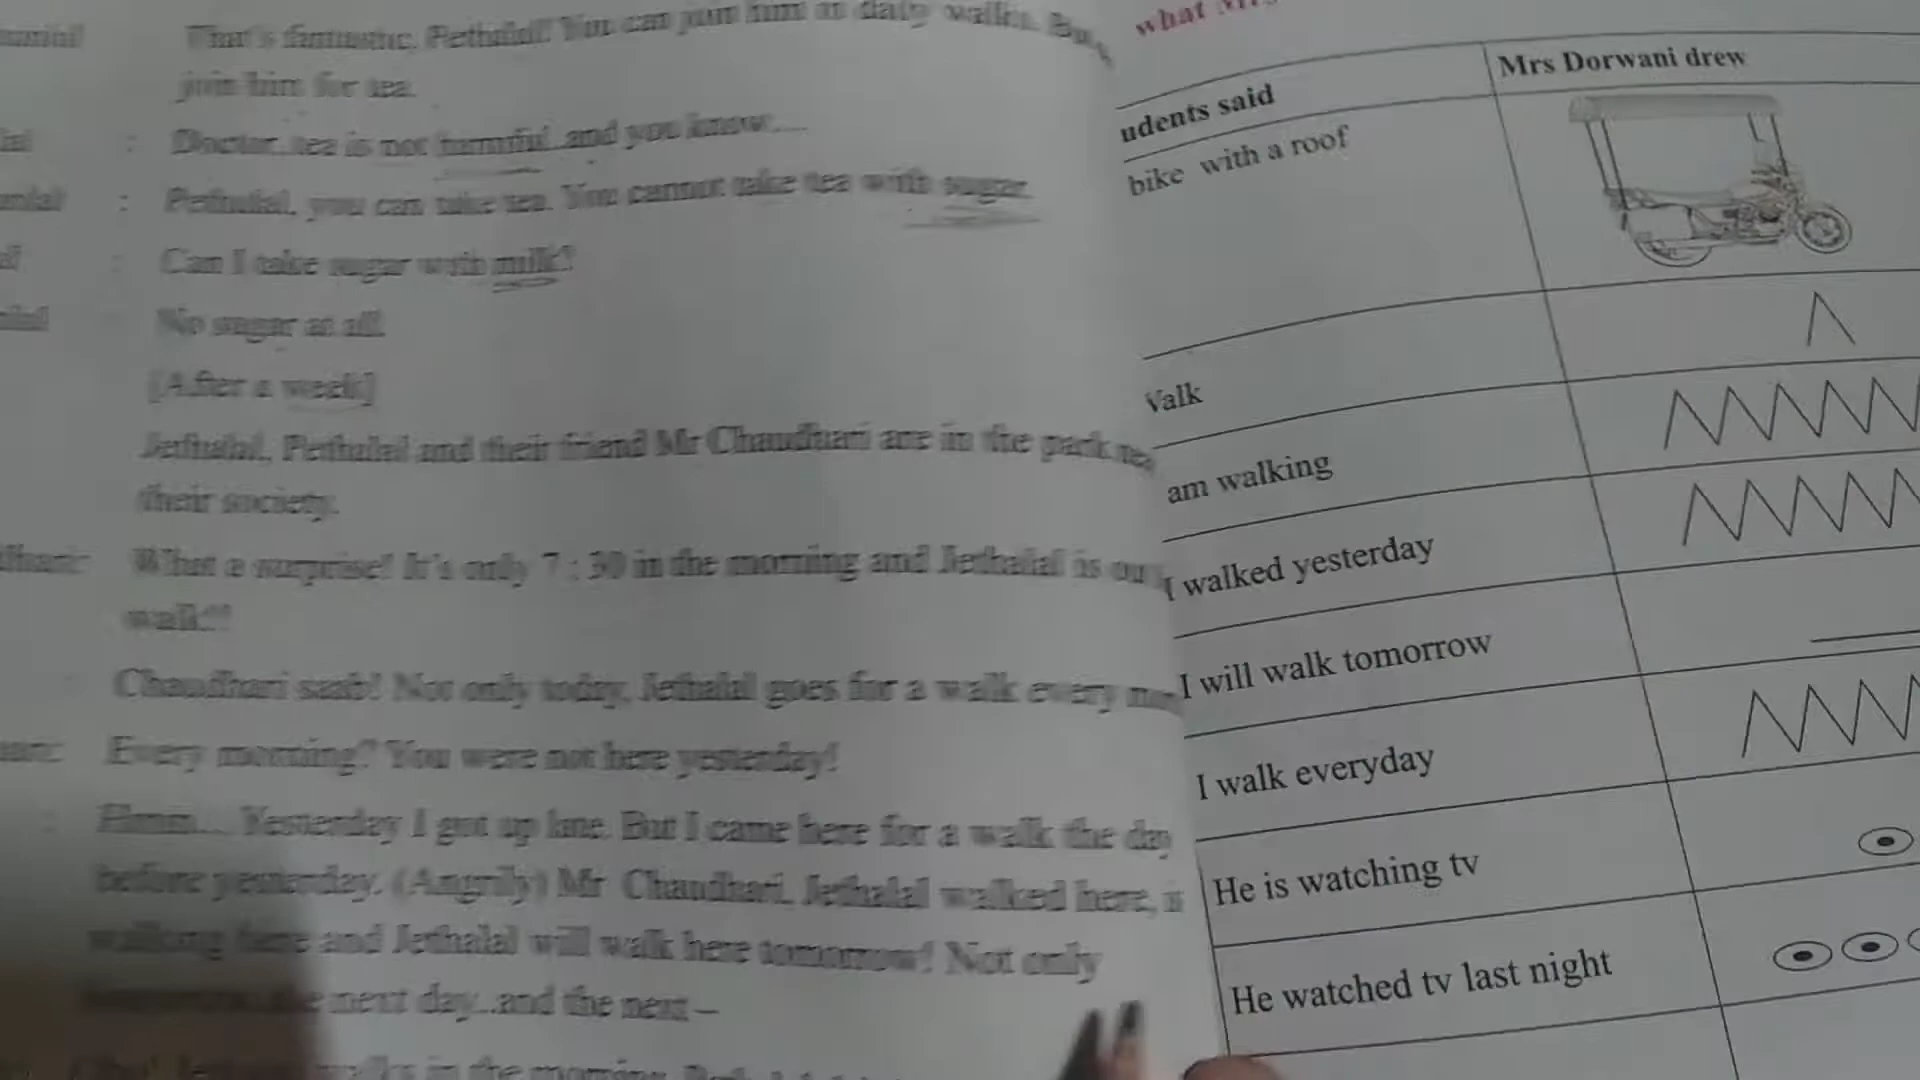 That's fantastic, Pethalal! You can join him in daily walks. But
join him for tea.
: Doctor, tea is not harmful and you know....
: Pethalal, you can take tea. You cannot take tea with sugar.
: Can I take sugar with milk?
: No sugar at all.
[After a week]
Jethalal, Pethalal and their friend Mr Chaudhari are in the park
their society.
What a surprise! It's only 7 : 30 in the morning and Jethalal is
walk!!
Chaudhari saab! Not only today, Jethalal goes for a walk every
Every morning? You were not here yesterday!
: Hmm... Yesterday I got up late. But I came here for a walk the day
before yesterday. (Angrily) Mr Chaudhari, Jethalal walked here, is
walking here and Jethalal will walk here tomorrow! Not only
the next day...and the next –
in the morning,
what
udents said
Mrs Dorwani drew
bike with a roof
Valk
am walking
I walked yesterday
I will walk tomorrow
I walk everyday
He is watching tv
He watched tv last night